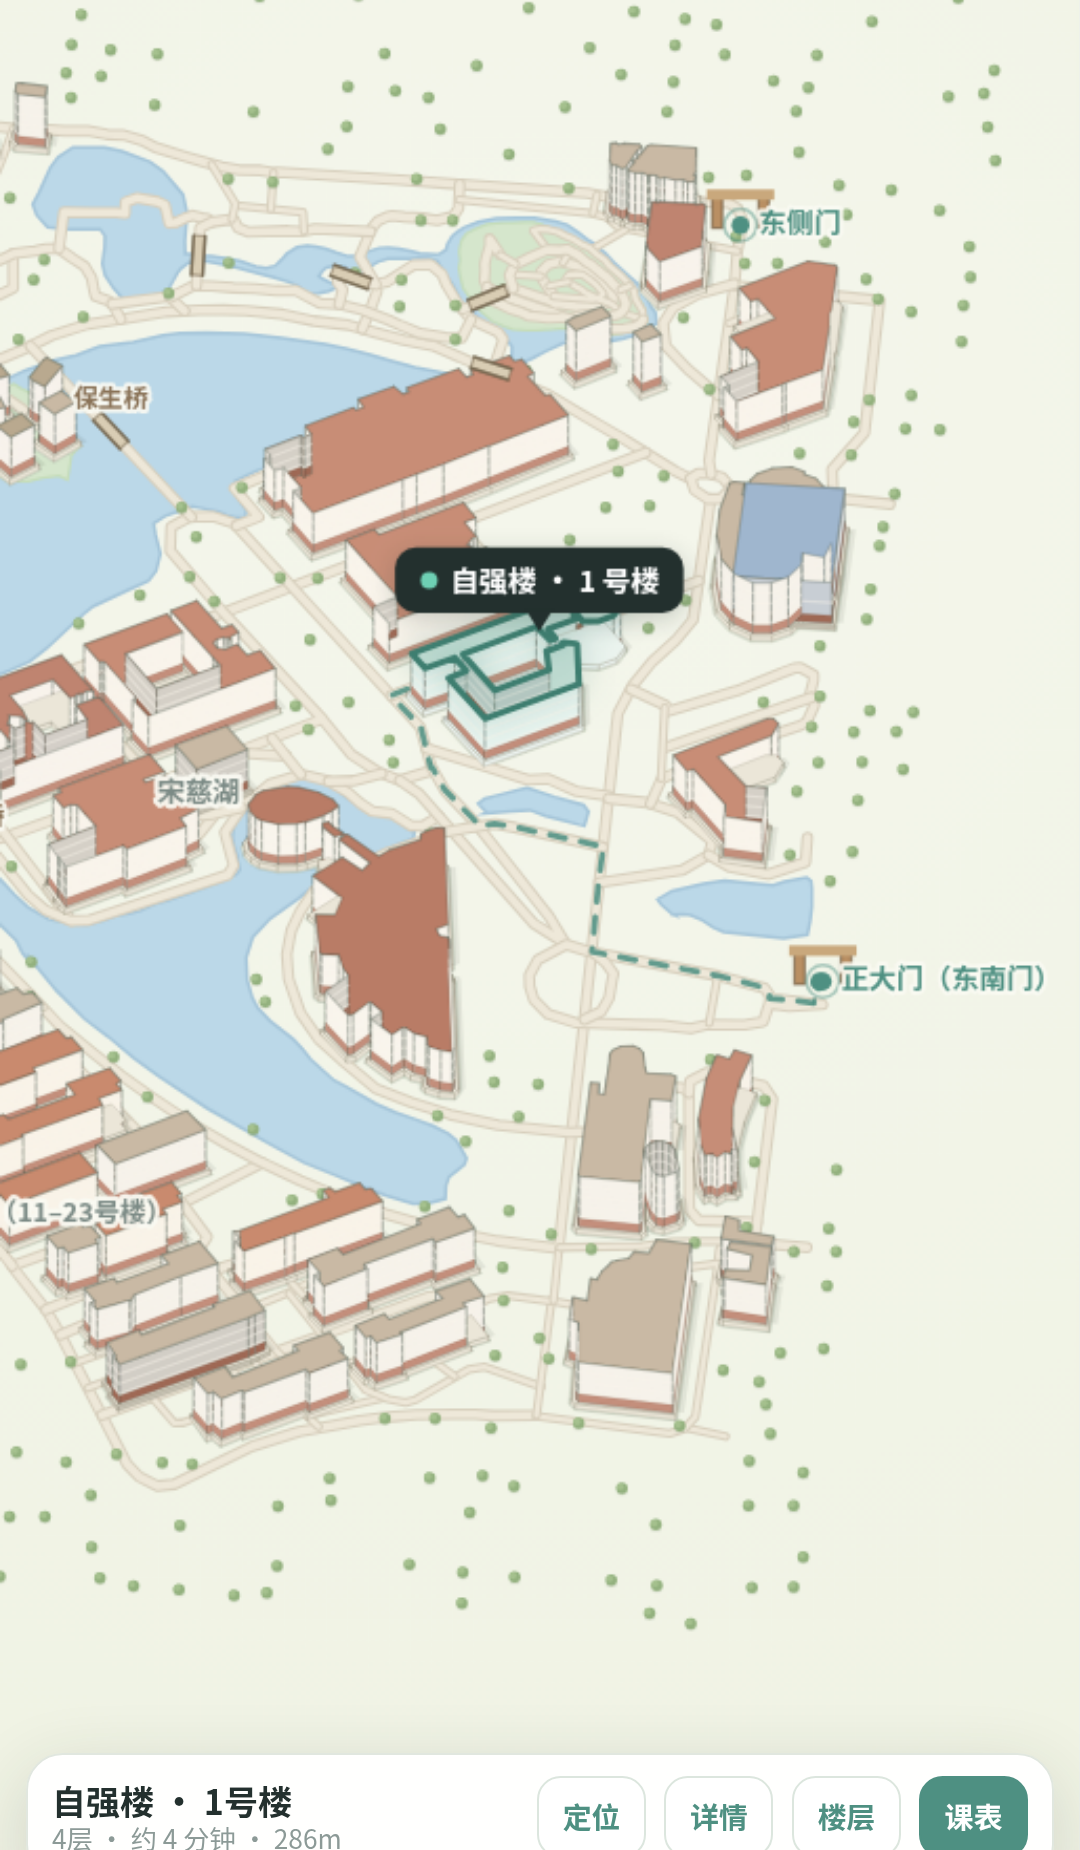 东侧门
保生桥
自强楼 · 1 号楼
宋慈湖
正大门（东南门）
（11–23号楼）
自强楼 · 1号楼
4层 · 约 4 分钟 · 286m
定位
详情
楼层
课表